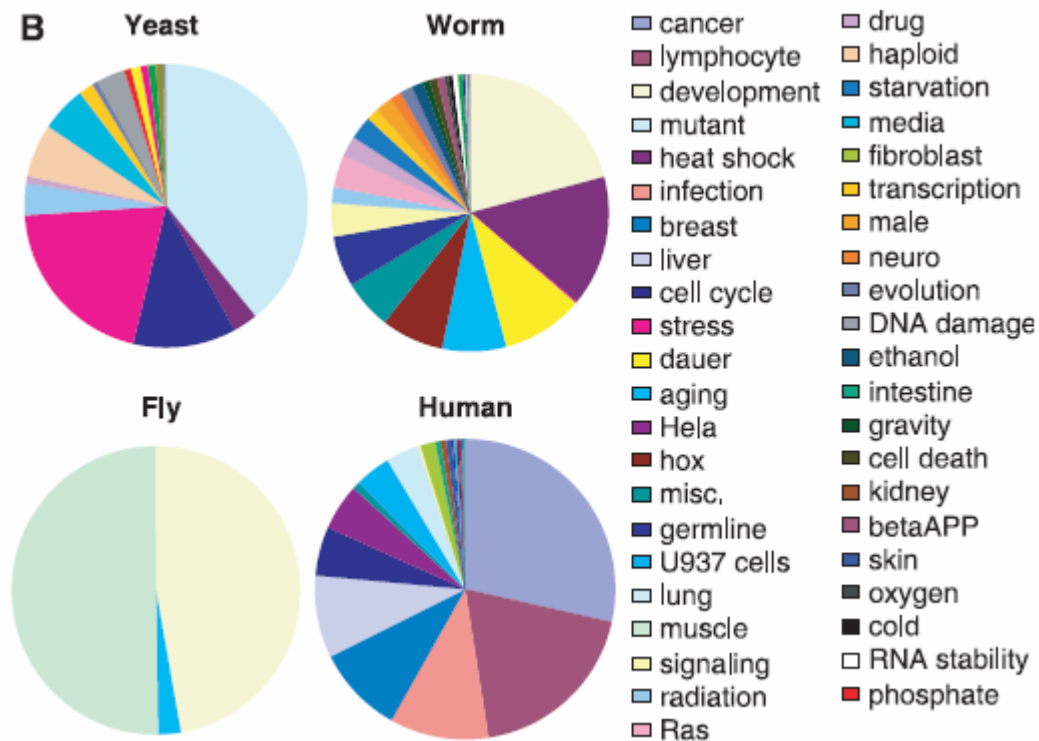 B
Yeast
Worm
Fly
Human
cancer
lymphocyte
development
mutant
heat shock
infection
breast
liver
cell cycle
stress
dauer
aging
Hela
hox
misc.
germline
U937 cells
lung
muscle
signaling
radiation
Ras
drug
haploid
starvation
media
fibroblast
transcription
male
neuro
evolution
DNA damage
ethanol
intestine
gravity
cell death
kidney
betaAPP
skin
oxygen
cold
RNA stability
phosphate